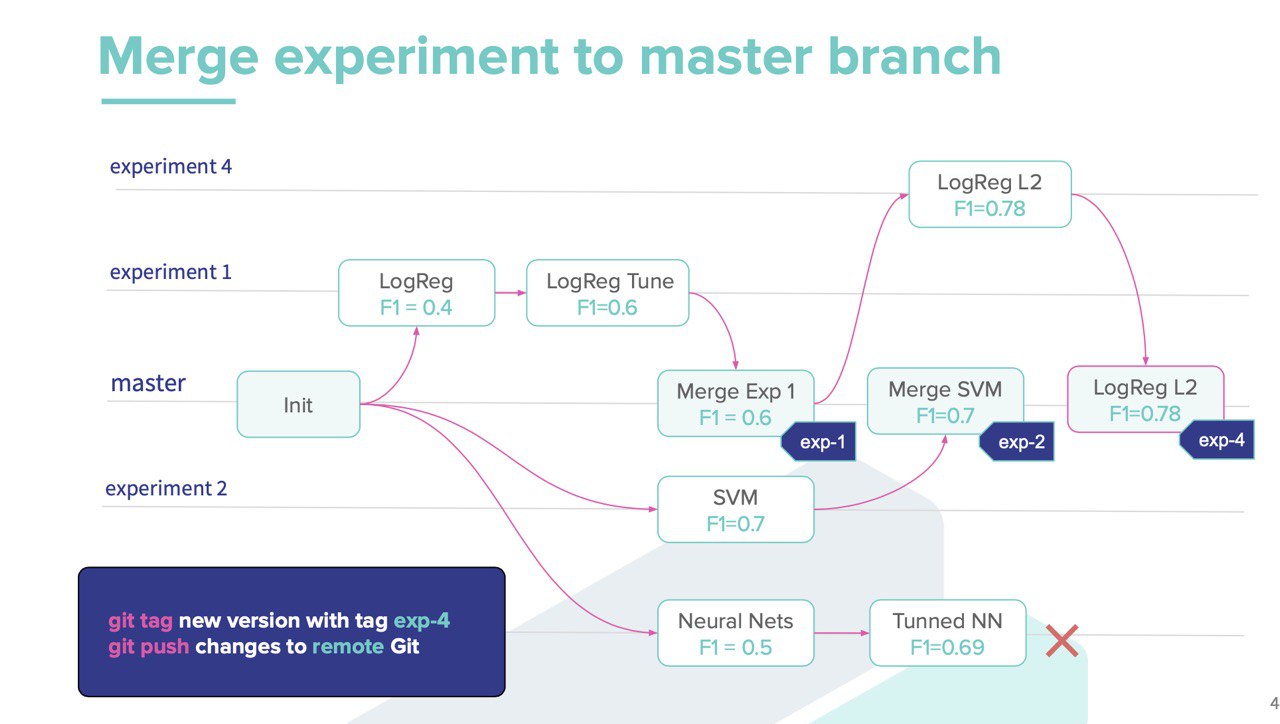 Merge experiment to master branch
experiment 4
LogReg L2
F1=0.78
experiment 1
LogReg
F1 = 0.4
LogReg Tune
F1=0.6
master
Init
Merge Exp 1
F1 = 0.6
exp-1
Merge SVM
F1=0.7
exp-2
LogReg L2
F1=0.78
exp-4
experiment 2
SVM
F1=0.7
Neural Nets
F1 = 0.5
Tunned NN
F1=0.69
git tag new version with tag exp-4
git push changes to remote Git
4